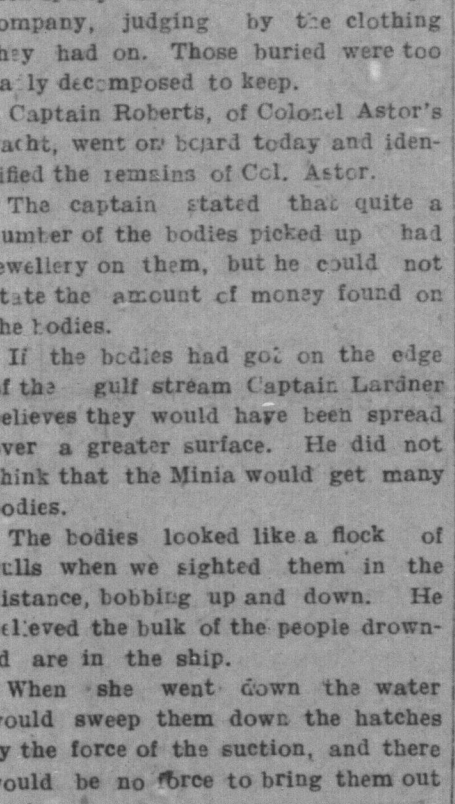 ompany, judging by the clothing
hey had on. Those buried were too
a ly decomposed to keep.
Captain Roberts, of Colonel Astor's
acht, went on board today and iden-
ified the remains of Col. Astor.
The captain stated that quite a
umber of the bodies picked up had
ewellery on them, but he could not
tate the amount of money found on
he bodies.
If the bodies had got on the edge
f the gulf stream Captain Lardner
elieves they would have been spread
ver a greater surface. He did not
hink that the Minia would get many
odies.
The bodies looked like a flock of
ulls when we sighted them in the
istance, bobbing up and down. He
elieved the bulk of the people drown-
d are in the ship.
When she went down the water
ould sweep them down the hatches
y the force of the suction, and there
ould be no force to bring them out